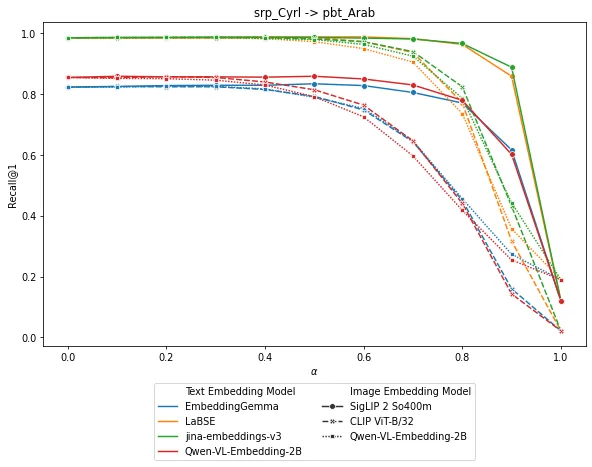 srp_Cyrl -> pbt_Arab
1.0
0.8
0.6
0.4
0.2
0.0
Recall@1
0.0 0.2 0.4 0.6 0.8 1.0
α
Text Embedding Model Image Embedding Model
EmbeddingGemma SigLIP 2 So400m
LaBSE CLIP ViT-B/32
jina-embeddings-v3 Qwen-VL-Embedding-2B
Qwen-VL-Embedding-2B